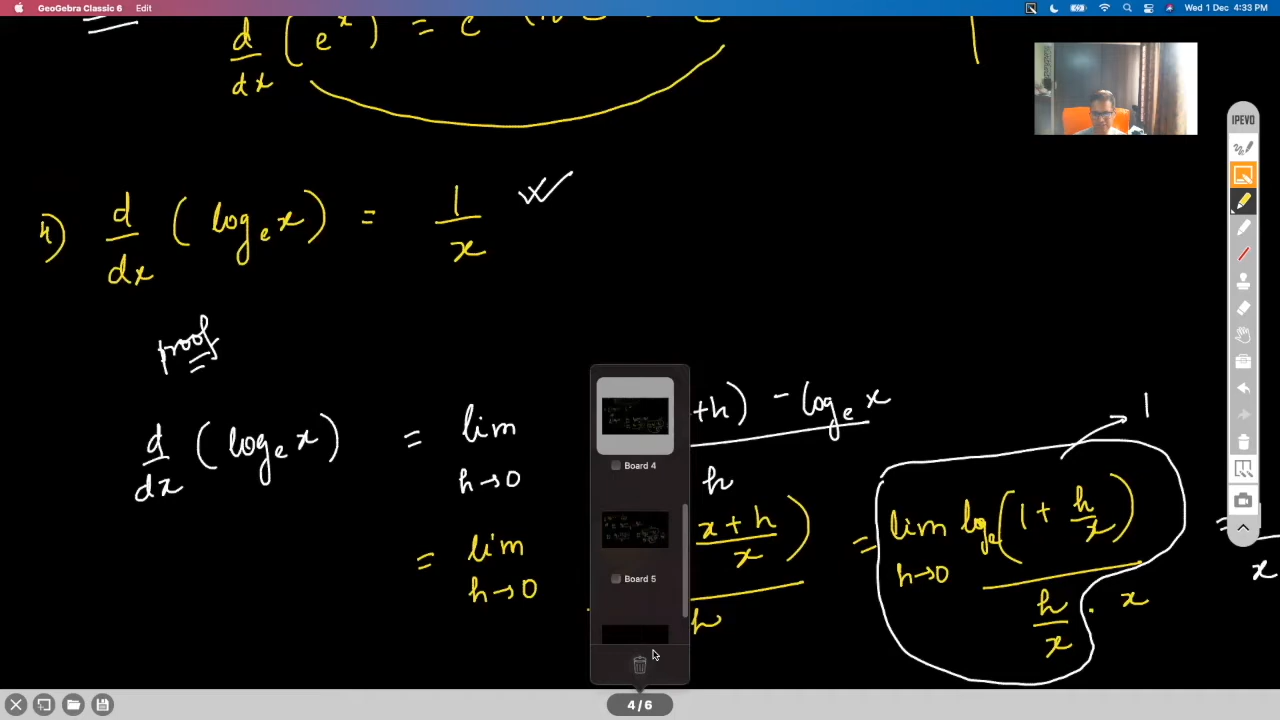 GeoGebra Classic 6 Edit Wed 1 Dec 4:33 PM
d/dx (e^x) = e
IPEVO
4) d/dx (log_e x) = 1/x
proof
d/dx (log_e x) = lim h→0 +h) - log_e x / h
1
Board 4
= lim h→0 x+h/x) / h = lim h→0 log_e (1 + h/x) / h/x . x =
x
Board 5
4 / 6